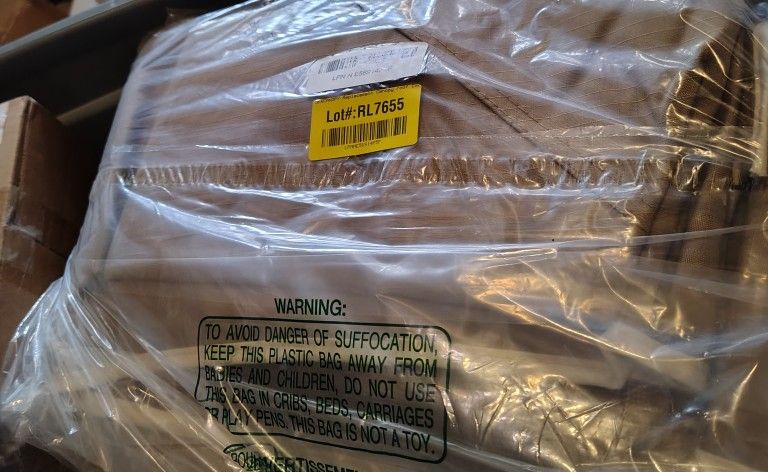 Lot#:RL7655
WARNING:
TO AVOID DANGER OF SUFFOCATION,
KEEP THIS PLASTIC BAG AWAY FROM
BABIES AND CHILDREN, DO NOT USE
THIS BAG IN CRIBS, BEDS, CARRIAGES
OR PLAY PENS. THIS BAG IS NOT A TOY.